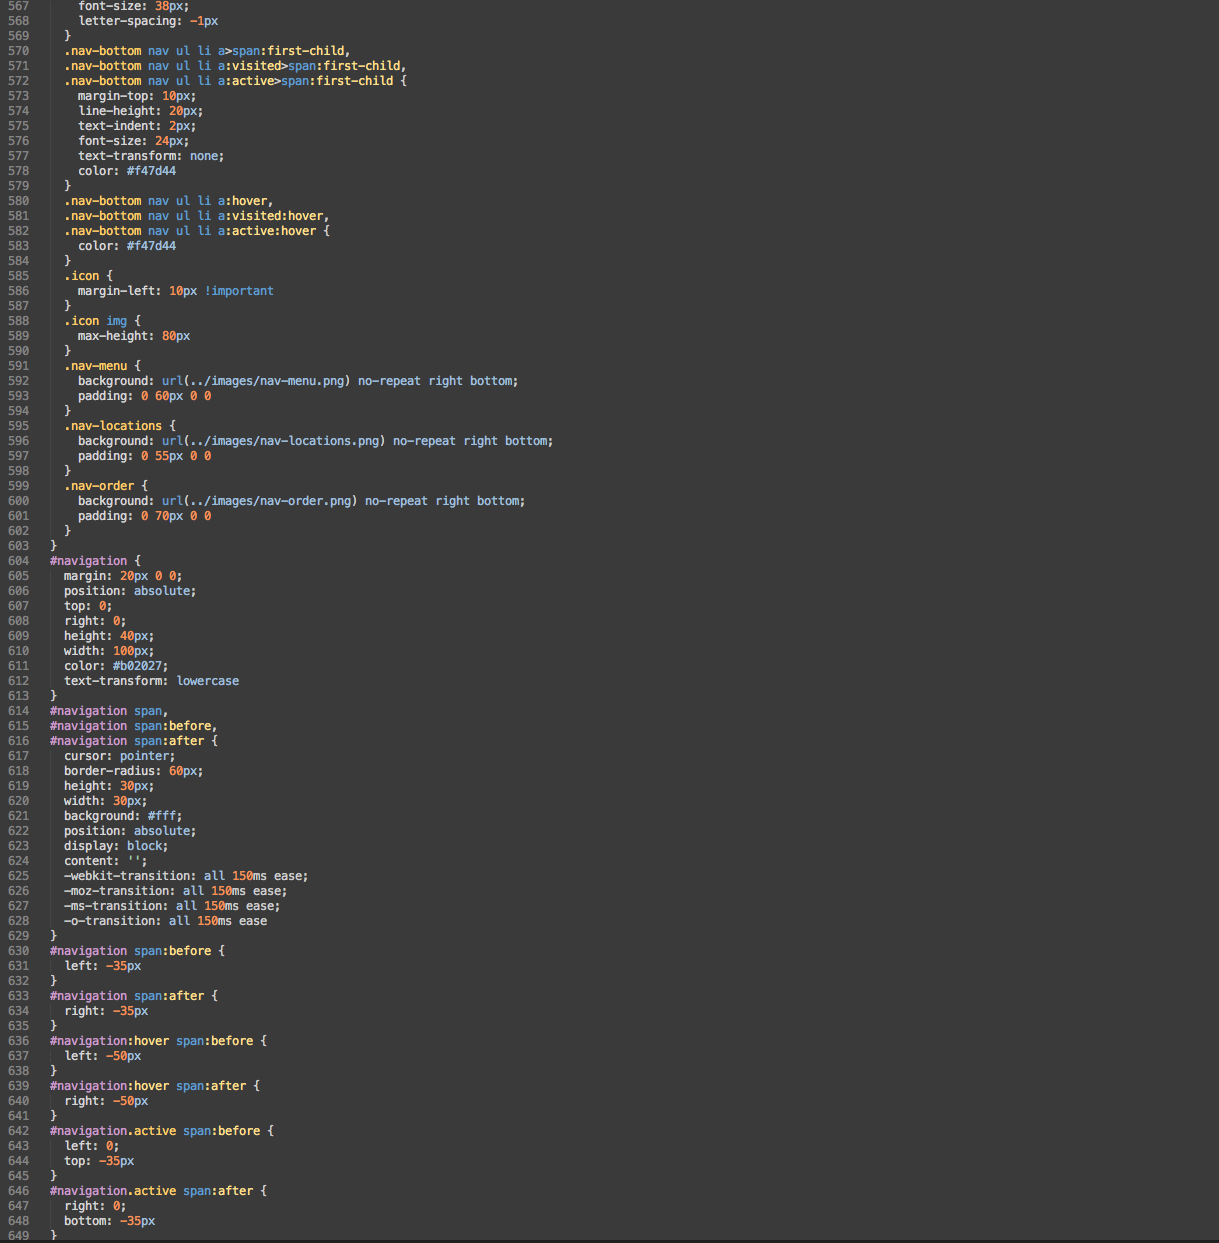 567 font-size: 38px;
568 letter-spacing: -1px
569 }
570 .nav-bottom nav ul li a>span:first-child,
571 .nav-bottom nav ul li a:visited>span:first-child,
572 .nav-bottom nav ul li a:active>span:first-child {
573 margin-top: 10px;
574 line-height: 20px;
575 text-indent: 2px;
576 font-size: 24px;
577 text-transform: none;
578 color: #f47d44
579 }
580 .nav-bottom nav ul li a:hover,
581 .nav-bottom nav ul li a:visited:hover,
582 .nav-bottom nav ul li a:active:hover {
583 color: #f47d44
584 }
585 .icon {
586 margin-left: 10px !important
587 }
588 .icon img {
589 max-height: 80px
590 }
591 .nav-menu {
592 background: url(../images/nav-menu.png) no-repeat right bottom;
593 padding: 0 60px 0 0
594 }
595 .nav-locations {
596 background: url(../images/nav-locations.png) no-repeat right bottom;
597 padding: 0 55px 0 0
598 }
599 .nav-order {
600 background: url(../images/nav-order.png) no-repeat right bottom;
601 padding: 0 70px 0 0
602 }
603 }
604 #navigation {
605 margin: 20px 0 0;
606 position: absolute;
607 top: 0;
608 right: 0;
609 height: 40px;
610 width: 100px;
611 color: #b02027;
612 text-transform: lowercase
613 }
614 #navigation span,
615 #navigation span:before,
616 #navigation span:after {
617 cursor: pointer;
618 border-radius: 60px;
619 height: 30px;
620 width: 30px;
621 background: #fff;
622 position: absolute;
623 display: block;
624 content: '';
625 -webkit-transition: all 150ms ease;
626 -moz-transition: all 150ms ease;
627 -ms-transition: all 150ms ease;
628 -o-transition: all 150ms ease
629 }
630 #navigation span:before {
631 left: -35px
632 }
633 #navigation span:after {
634 right: -35px
635 }
636 #navigation:hover span:before {
637 left: -50px
638 }
639 #navigation:hover span:after {
640 right: -50px
641 }
642 #navigation.active span:before {
643 left: 0;
644 top: -35px
645 }
646 #navigation.active span:after {
647 right: 0;
648 bottom: -35px
649 }